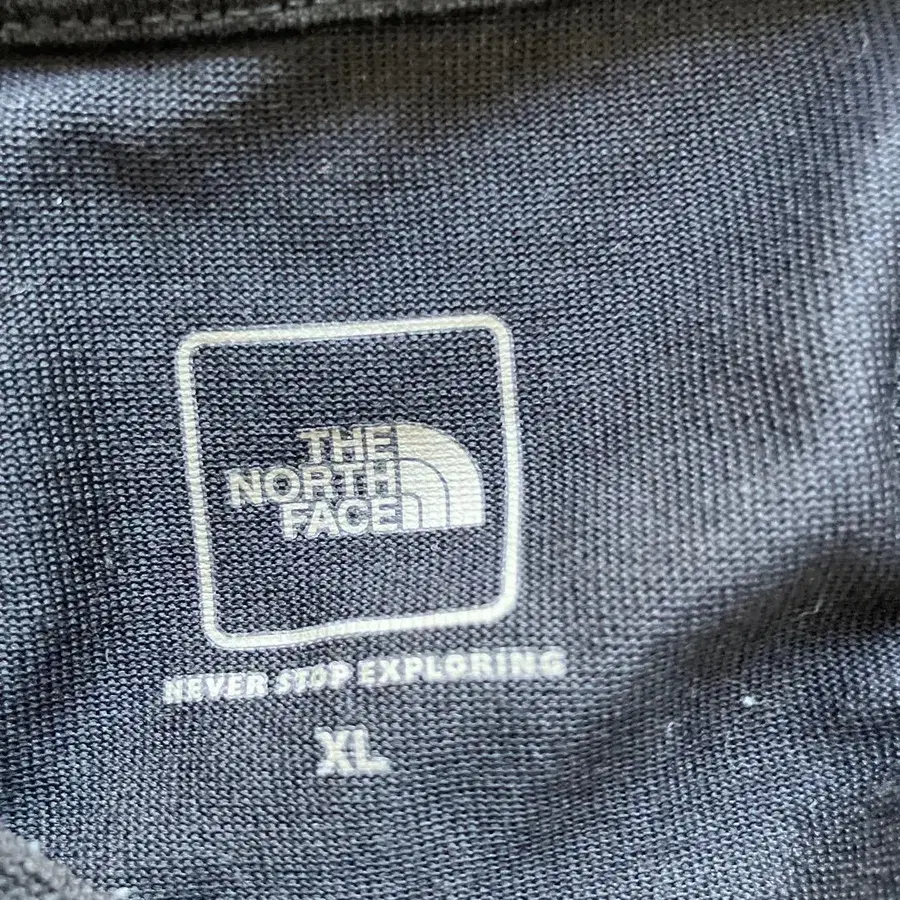 THE
NORTH
FACE
NEVER STOP EXPLORING
XL